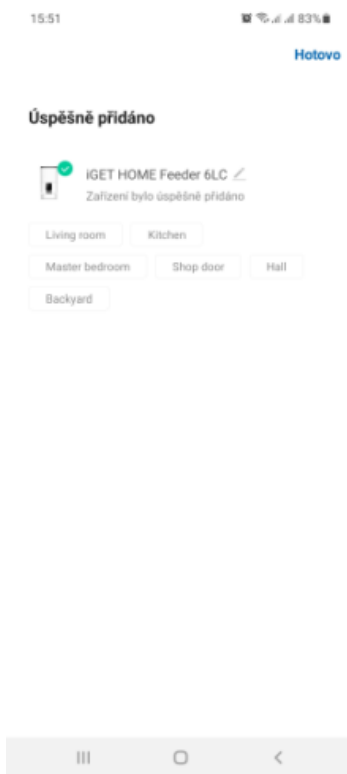 15:51 83%
Hotovo
Úspěšně přidáno
iGET HOME Feeder 6LC
Zařízení bylo úspěšně přidáno
Living room Kitchen
Master bedroom Shop door Hall
Backyard